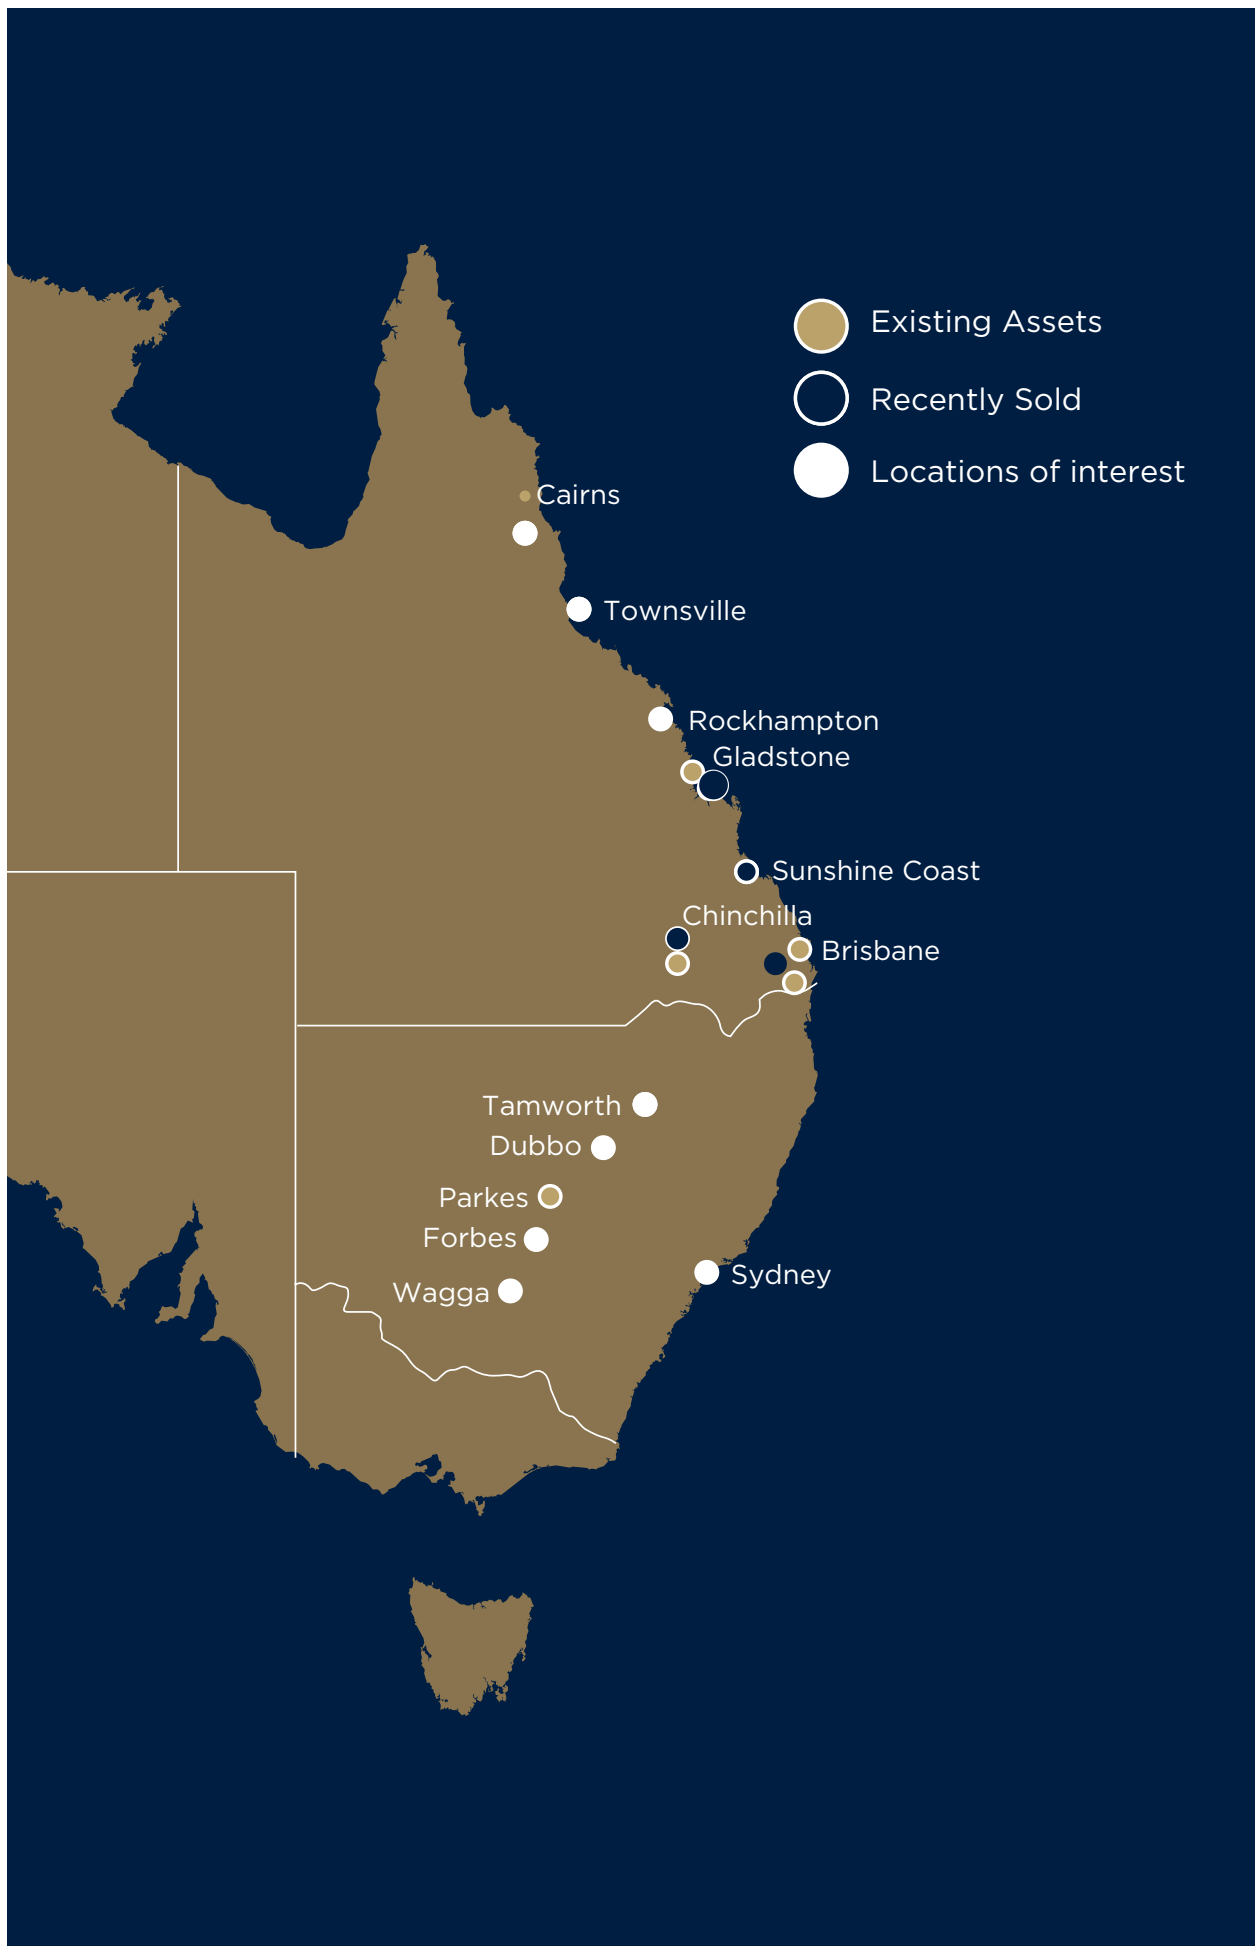 Existing Assets
Recently Sold
Locations of interest
Cairns
Townsville
Rockhampton
Gladstone
Sunshine Coast
Chinchilla
Brisbane
Tamworth
Dubbo
Parkes
Forbes
Wagga
Sydney